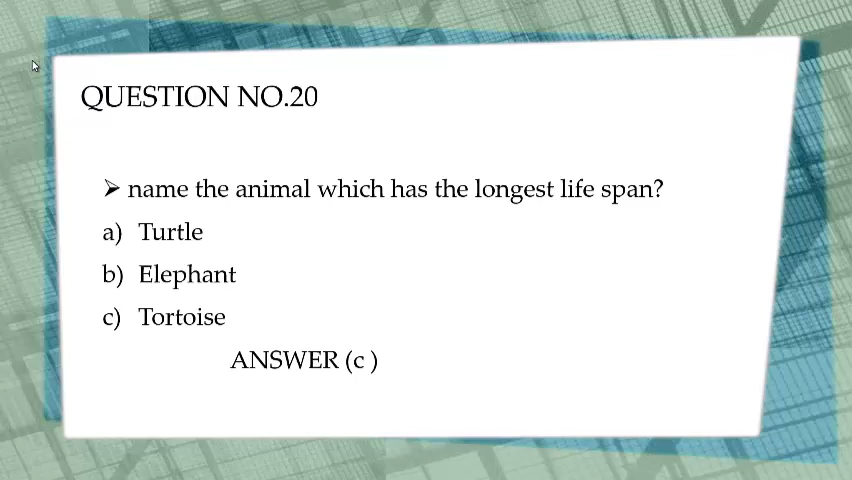 QUESTION NO.20
➢ name the animal which has the longest life span?
a) Turtle
b) Elephant
c) Tortoise
ANSWER (c )